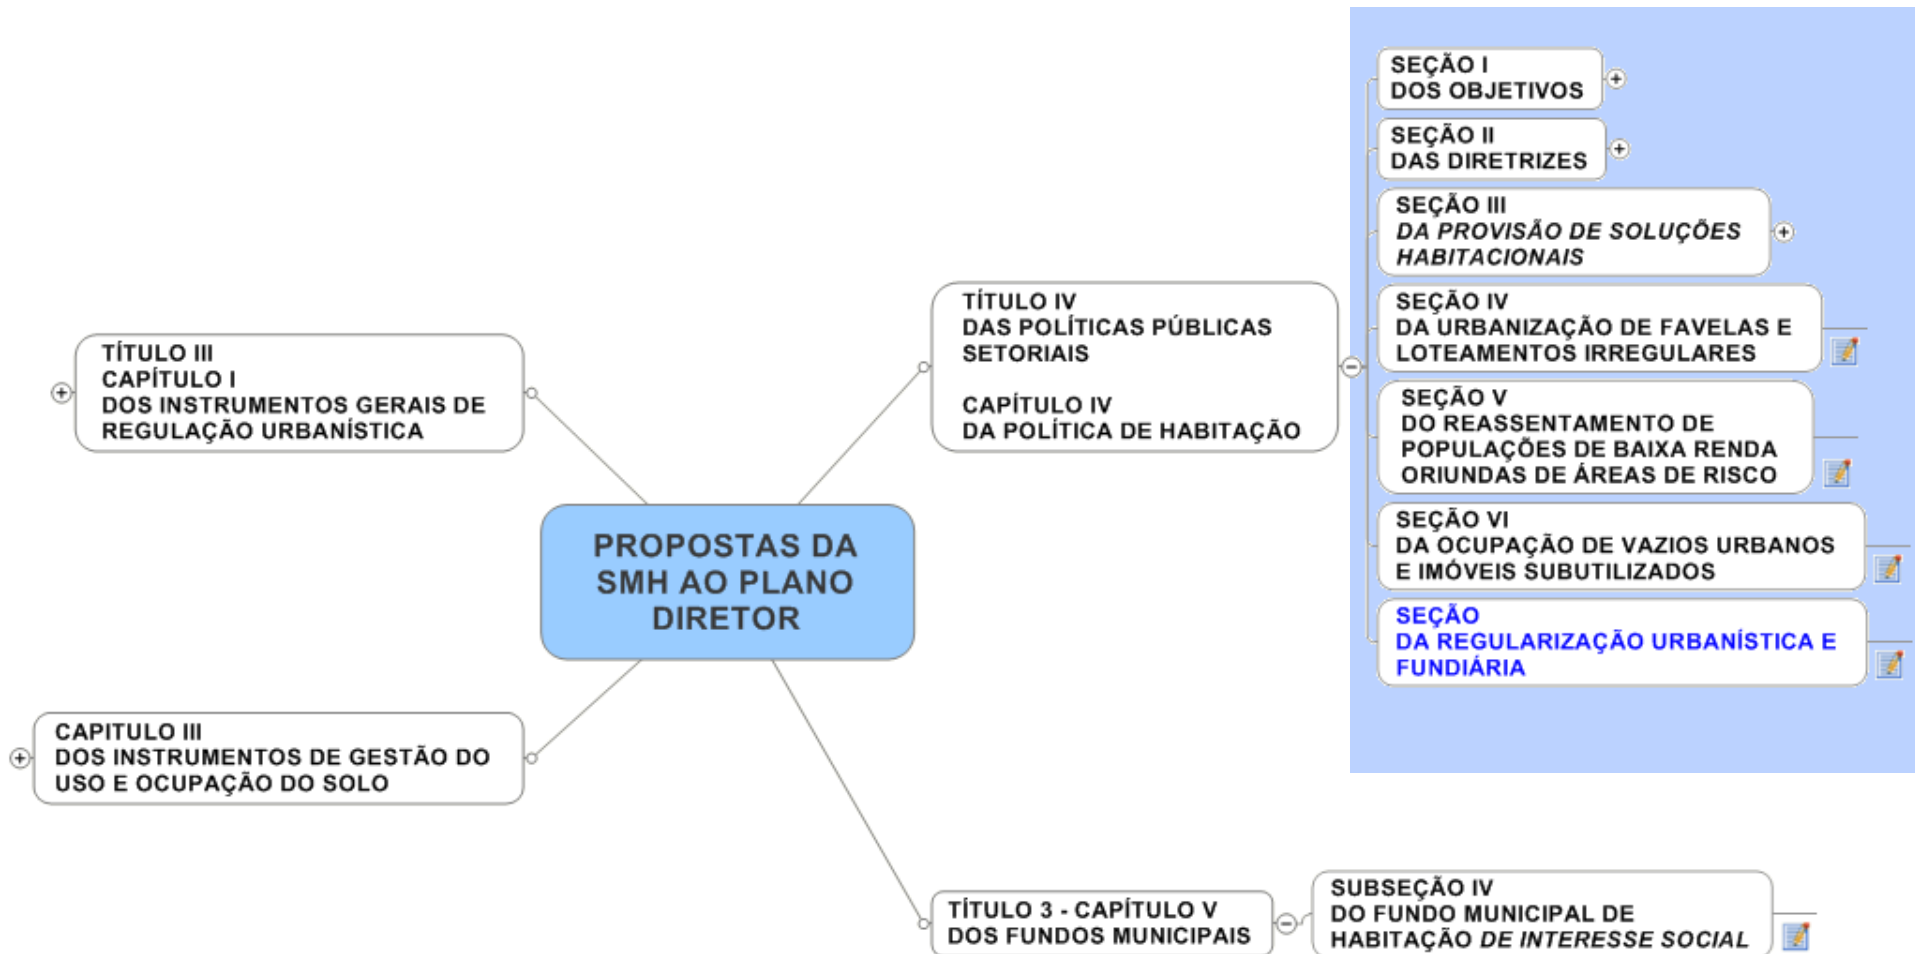 SEÇÃO I
DOS OBJETIVOS
SEÇÃO II
DAS DIRETRIZES
SEÇÃO III
DA PROVISÃO DE SOLUÇÕES
HABITACIONAIS
SEÇÃO IV
DA URBANIZAÇÃO DE FAVELAS E
LOTEAMENTOS IRREGULARES
SEÇÃO V
DO REASSENTAMENTO DE
POPULAÇÕES DE BAIXA RENDA
ORIUNDAS DE ÁREAS DE RISCO
SEÇÃO VI
DA OCUPAÇÃO DE VAZIOS URBANOS
E IMÓVEIS SUBUTILIZADOS
SEÇÃO
DA REGULARIZAÇÃO URBANÍSTICA E
FUNDIÁRIA
TÍTULO IV
DAS POLÍTICAS PÚBLICAS
SETORIAIS
CAPÍTULO IV
DA POLÍTICA DE HABITAÇÃO
TÍTULO III
CAPÍTULO I
DOS INSTRUMENTOS GERAIS DE
REGULAÇÃO URBANÍSTICA
PROPOSTAS DA
SMH AO PLANO
DIRETOR
CAPITULO III
DOS INSTRUMENTOS DE GESTÃO DO
USO E OCUPAÇÃO DO SOLO
TÍTULO 3 - CAPÍTULO V
DOS FUNDOS MUNICIPAIS
SUBSEÇÃO IV
DO FUNDO MUNICIPAL DE
HABITAÇÃO DE INTERESSE SOCIAL